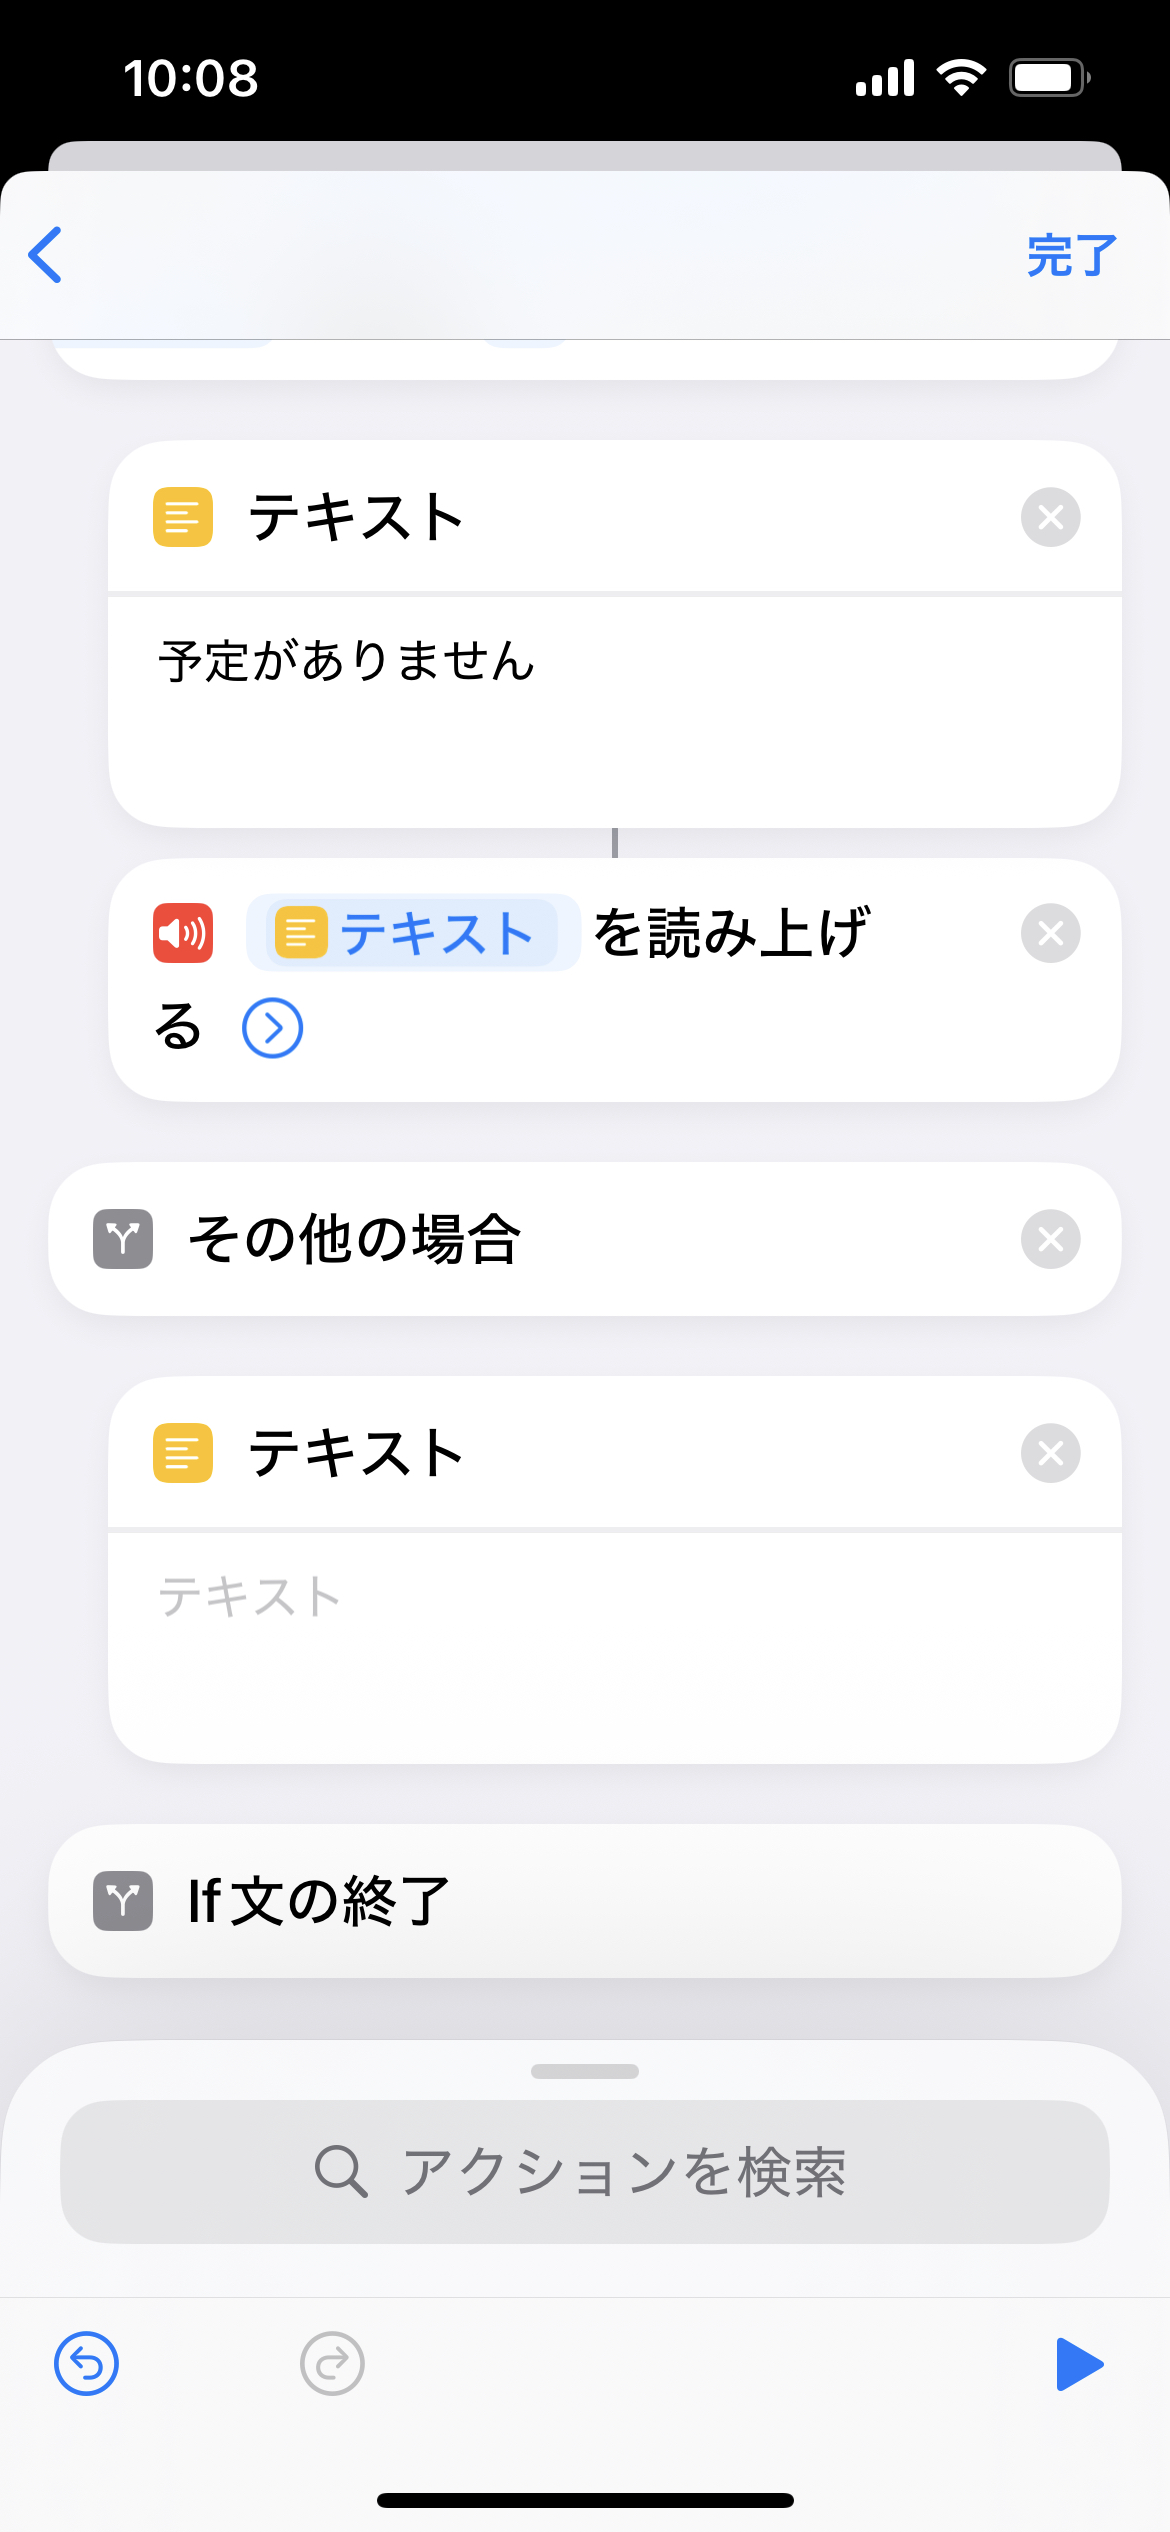 10:08
完了
テキスト
予定がありません
テキスト を読み上げ
る
その他の場合
テキスト
テキスト
If文の終了
アクションを検索